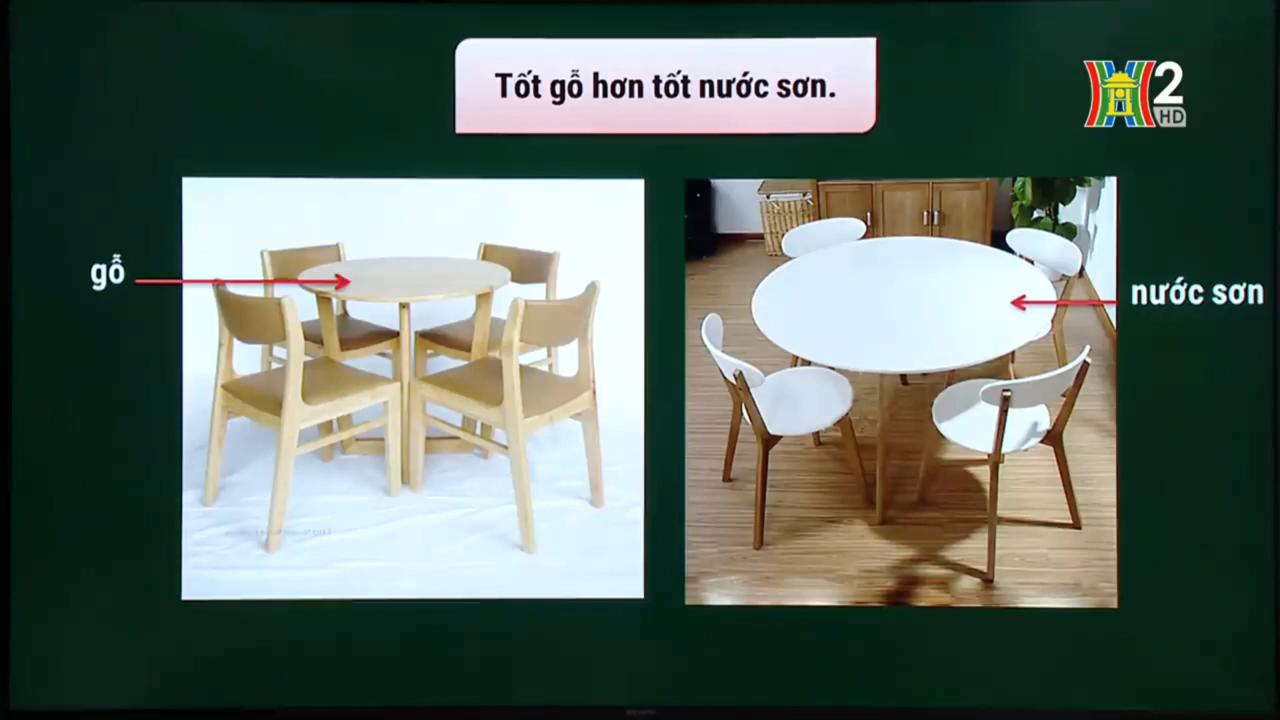 Tốt gỗ hơn tốt nước sơn.
2
HD
gỗ
nước sơn